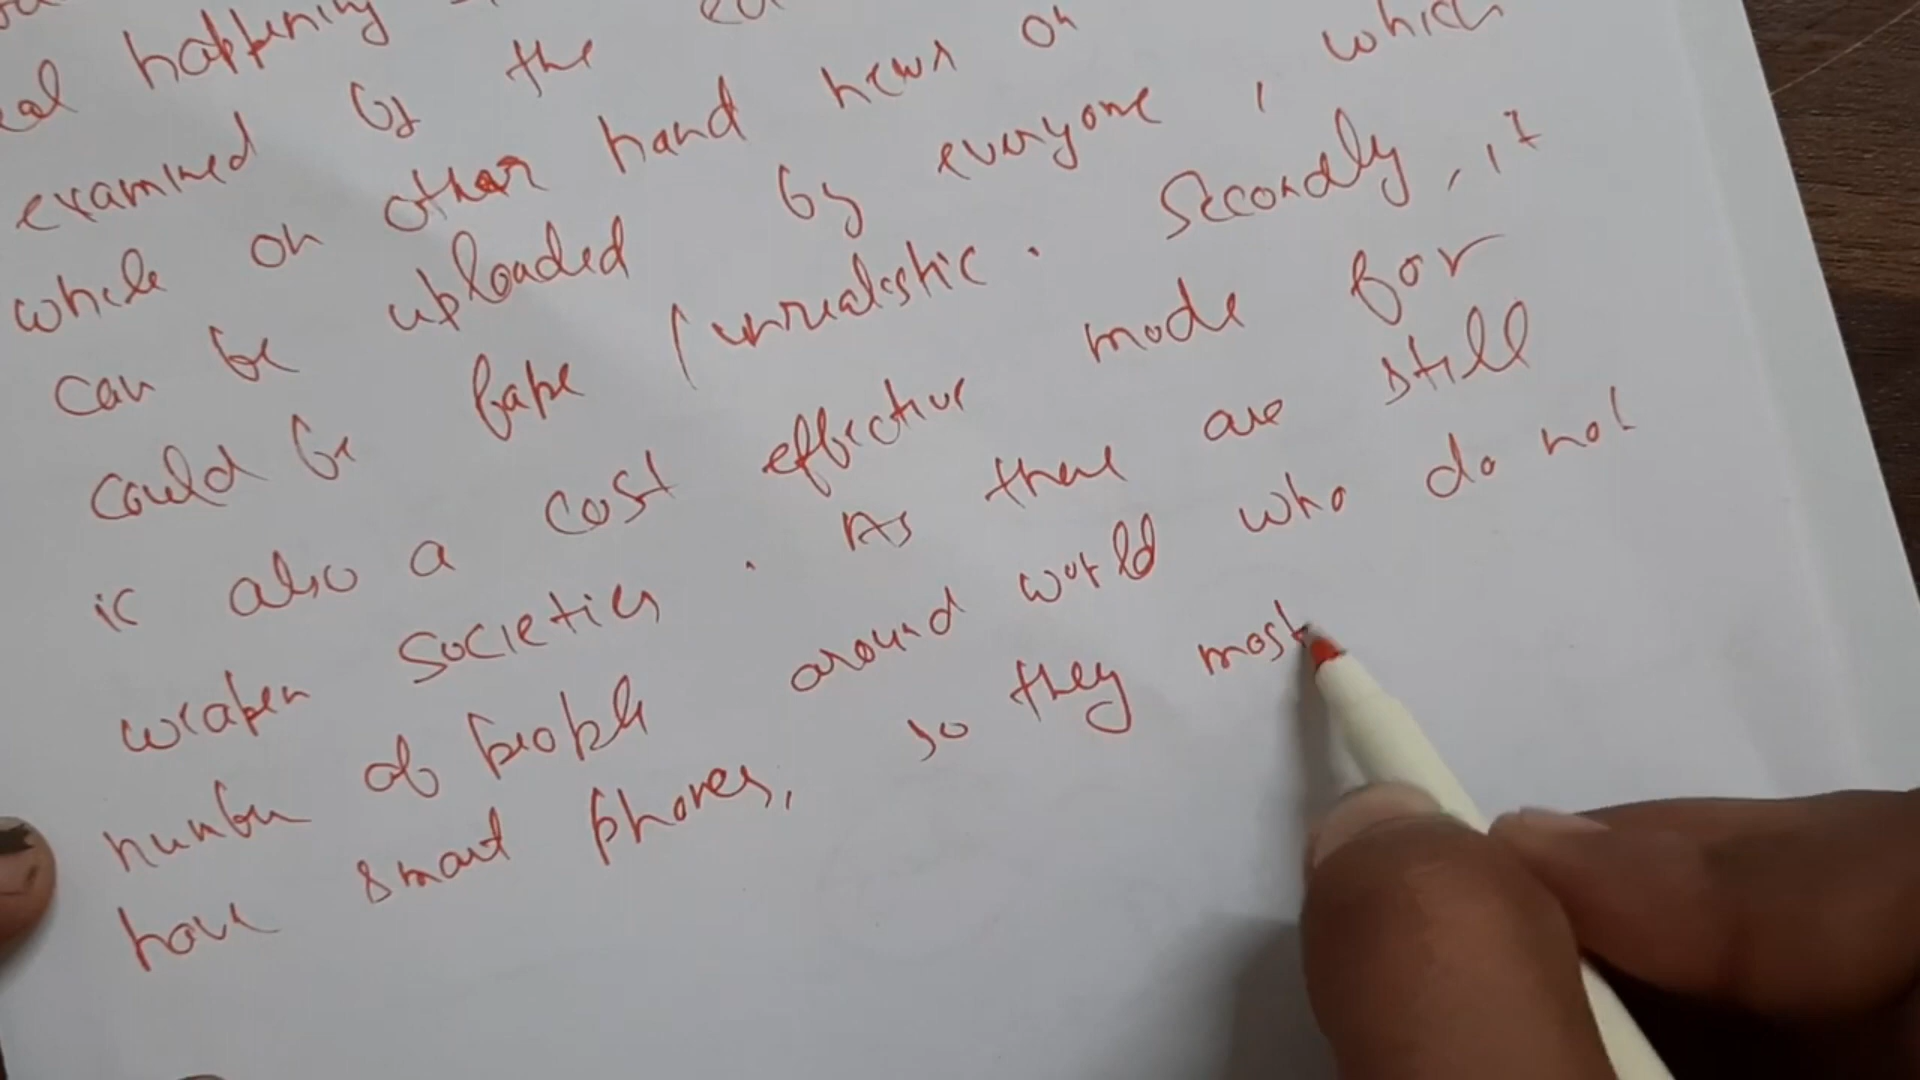 happening
examined by the
while on other hand news on
can be uploaded by everyone, which
could be fake / unrealistic. Secondly, it
is also a cost effective mode for
weaker societies. As there are still
number of people around world who do not
have smart phones, so they most